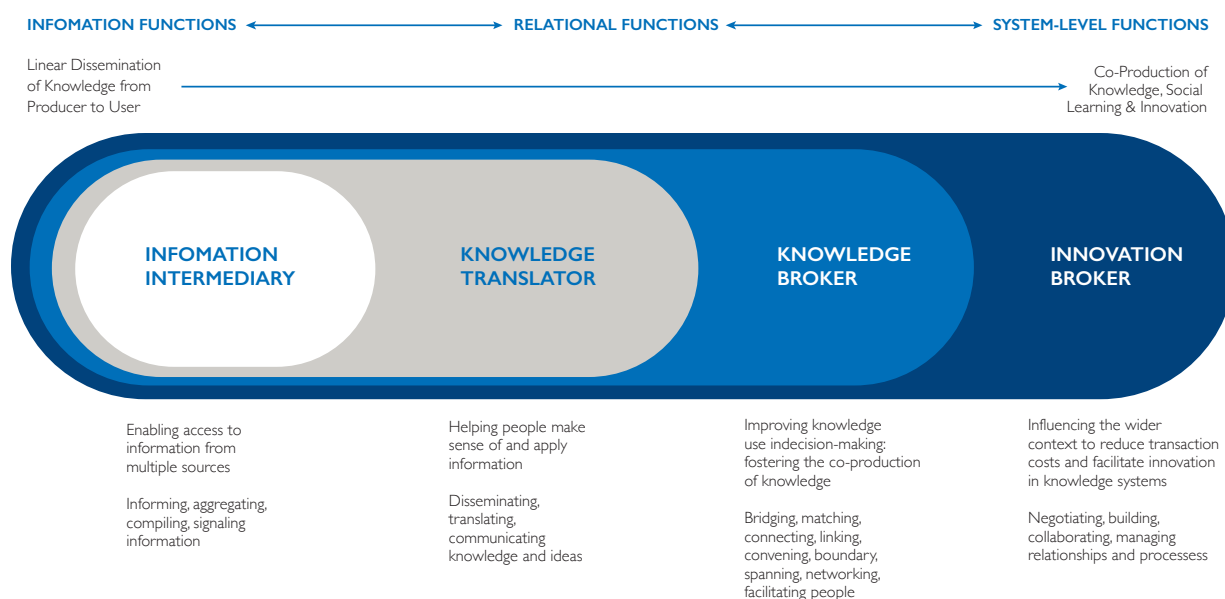 INFOMATION FUNCTIONS
RELATIONAL FUNCTIONS
SYSTEM-LEVEL FUNCTIONS
Linear Dissemination
of Knowledge from
Producer to User
Co-Production of
Knowledge, Social
Learning & Innovation
INFOMATION
INTERMEDIARY
KNOWLEDGE
TRANSLATOR
KNOWLEDGE
BROKER
INNOVATION
BROKER
Enabling access to
information from
multiple sources
Informing, aggregating,
compiling, signaling
information
Helping people make
sense of and apply
information
Disseminating,
translating,
communicating
knowledge and ideas
Improving knowledge
use indecision-making:
fostering the co-production
of knowledge
Bridging, matching,
connecting, linking,
convening, boundary,
spanning, networking,
facilitating people
Influencing the wider
context to reduce transaction
costs and facilitate innovation
in knowledge systems
Negotiating, building,
collaborating, managing
relationships and processess